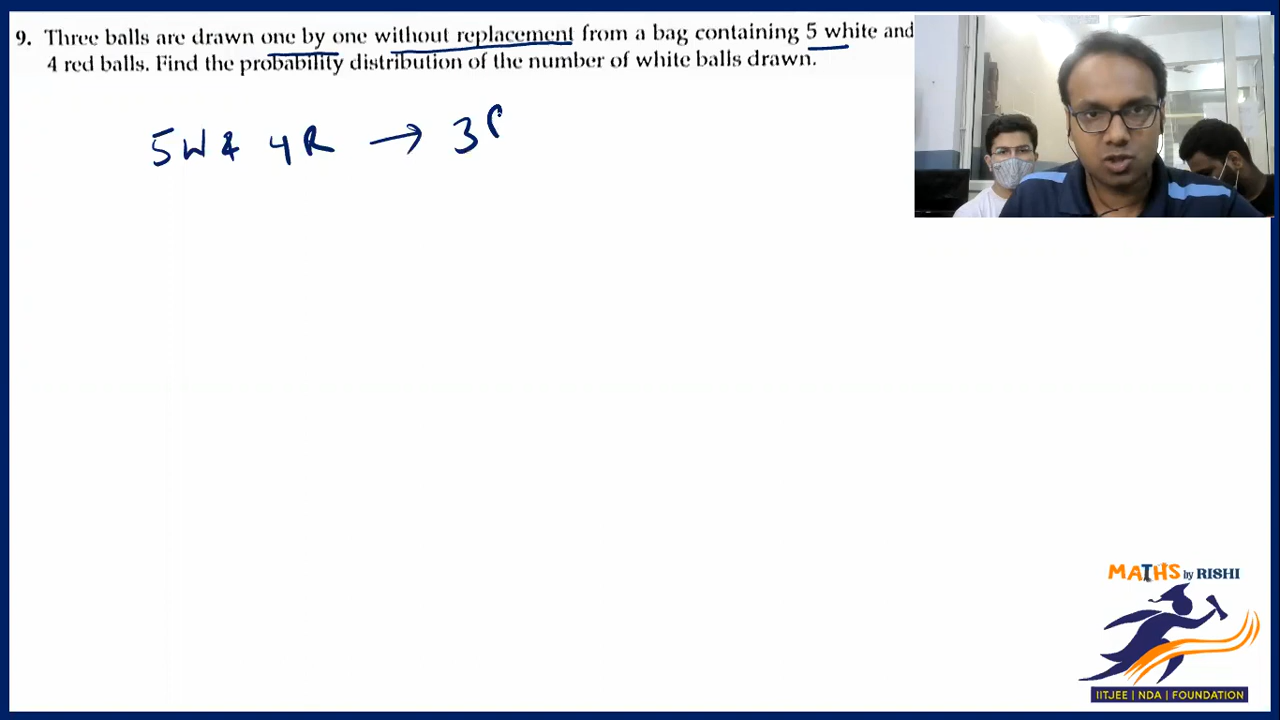 9. Three balls are drawn one by one without replacement from a bag containing 5 white and
4 red balls. Find the probability distribution of the number of white balls drawn.
5W & 4R → 3
MATHS by RISHI
IITJEE | NDA | FOUNDATION